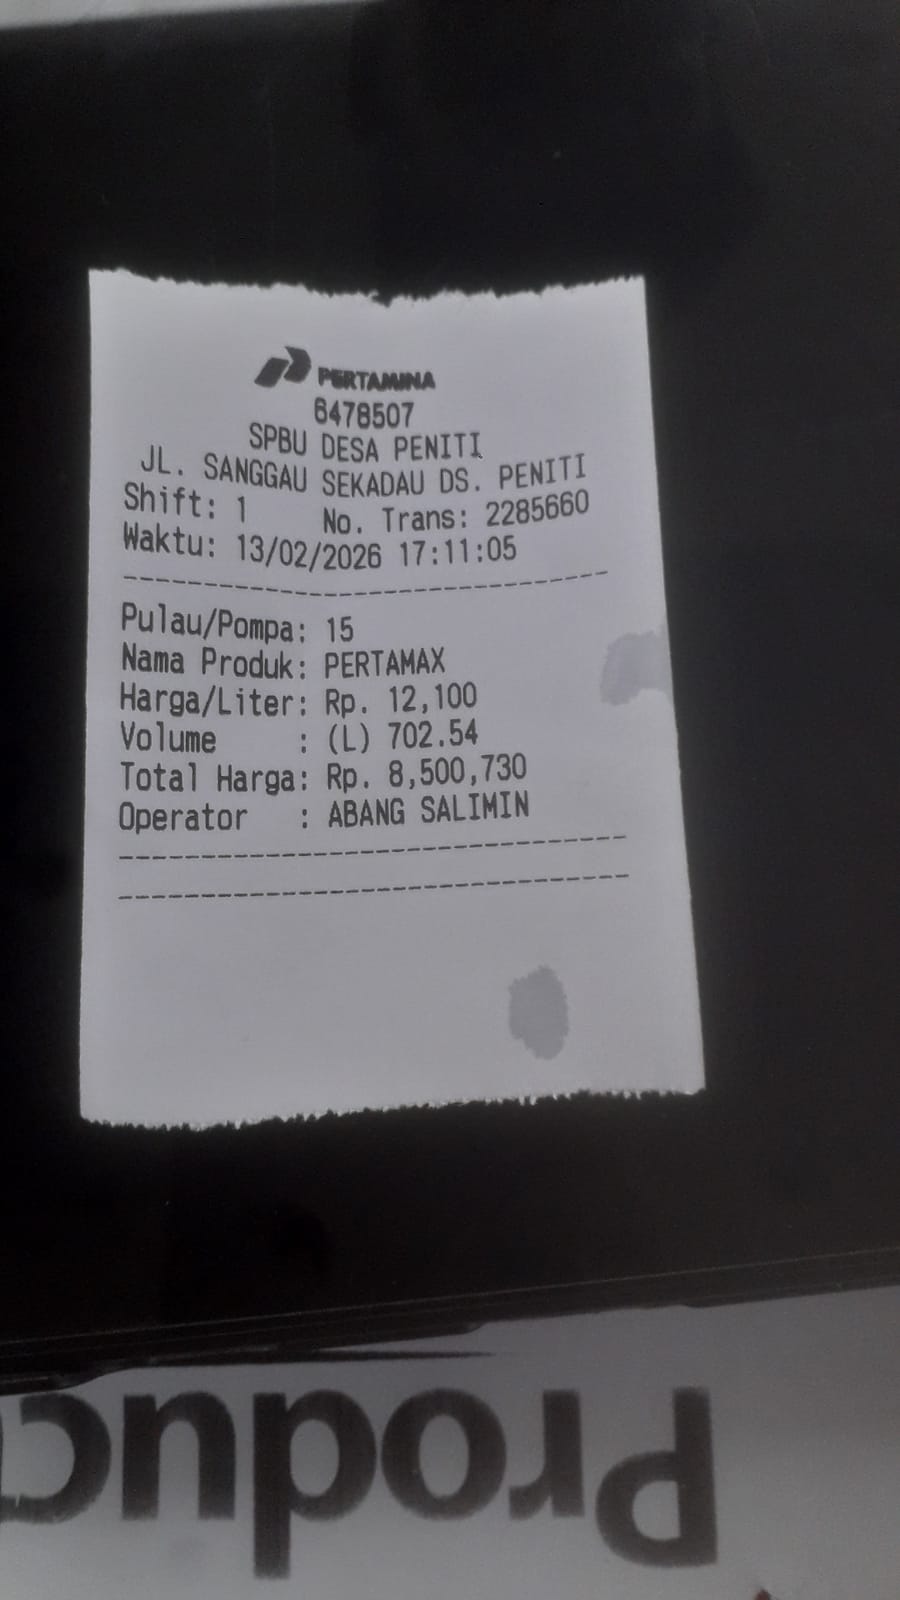 PERTAMINA
6478507
SPBU DESA PENITI
JL. SANGGAU SEKADAU DS. PENITI
Shift: 1 No. Trans: 2285660
Waktu: 13/02/2026 17:11:05
--------------------------------
Pulau/Pompa: 15
Nama Produk: PERTAMAX
Harga/Liter: Rp. 12,100
Volume : (L) 702.54
Total Harga: Rp. 8,500,730
Operator : ABANG SALIMIN
--------------------------------
--------------------------------
Produc